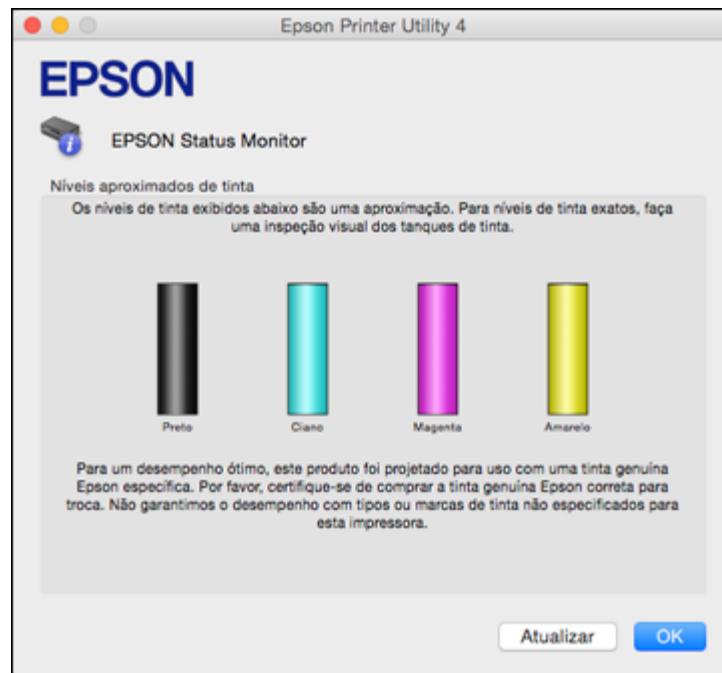 Epson Printer Utility 4
EPSON
EPSON Status Monitor
Níveis aproximados de tinta
Os níveis de tinta exibidos abaixo são uma aproximação. Para níveis de tinta exatos, faça
uma inspeção visual dos tanques de tinta.
Preto
Ciano
Magenta
Amarelo
Para um desempenho ótimo, este produto foi projetado para uso com uma tinta genuína
Epson específica. Por favor, certifique-se de comprar a tinta genuína Epson correta para
troca. Não garantimos o desempenho com tipos ou marcas de tinta não especificados para
esta impressora.
Atualizar
OK